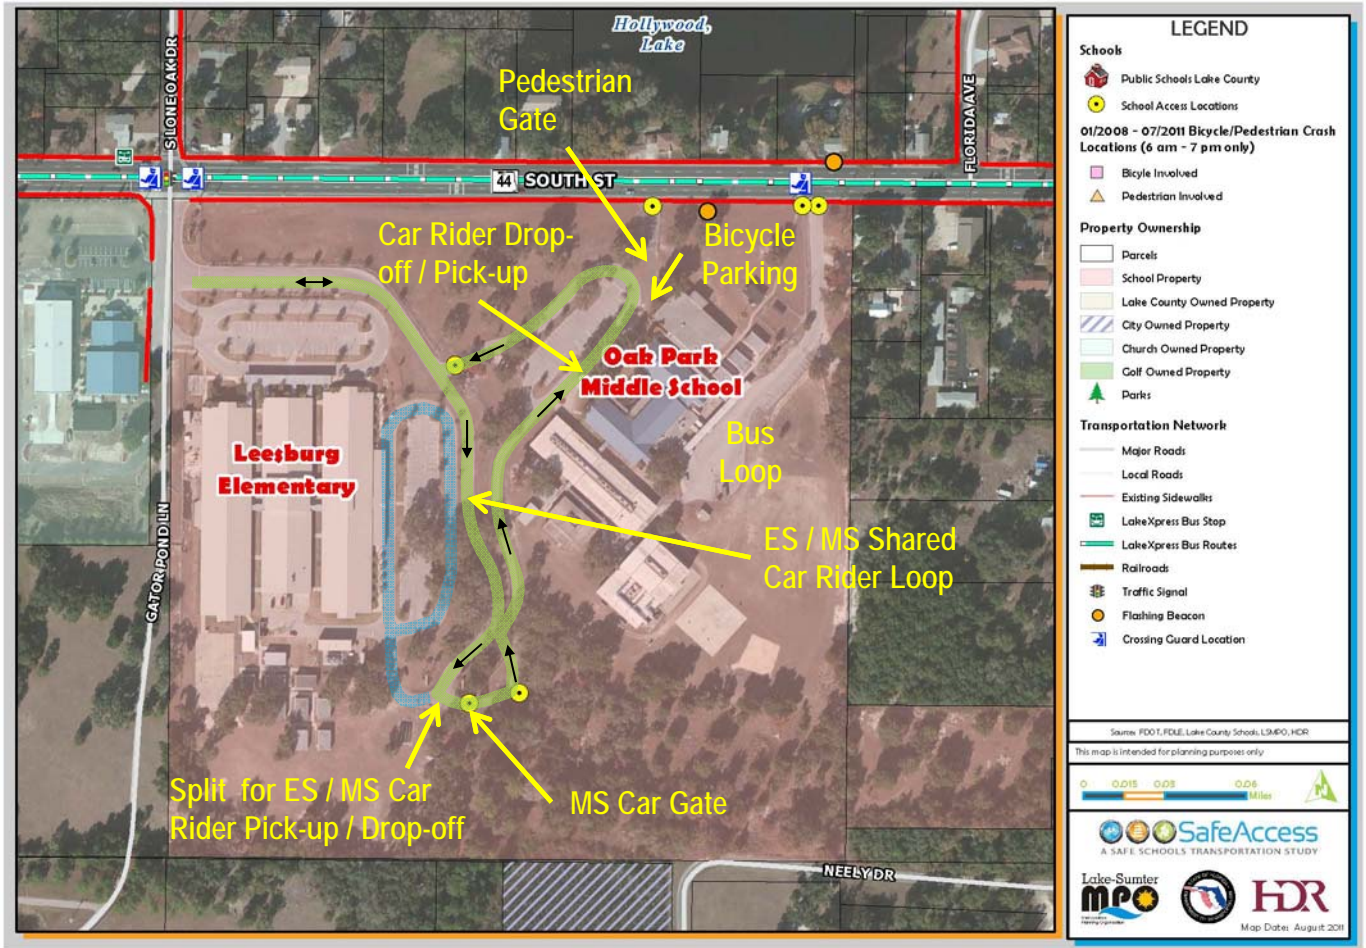 Hollywood,
Lake
Pedestrian
Gate
S LONE OAK DR
FLORIDA AVE
44 SOUTH ST
Car Rider Drop-
off / Pick-up
Bicycle
Parking
Oak Park
Middle School
Leesburg
Elementary
Bus
Loop
GATOR POND LN
ES / MS Shared
Car Rider Loop
Split for ES / MS Car
Rider Pick-up / Drop-off
MS Car Gate
NEELY DR
LEGEND
Schools
Public Schools Lake County
School Access Locations
01/2008 - 07/2011 Bicycle/Pedestrian Crash
Locations (6 am - 7 pm only)
Bicyle Involved
Pedestrian Involved
Property Ownership
Parcels
School Property
Lake County Owned Property
City Owned Property
Church Owned Property
Golf Owned Property
Parks
Transportation Network
Major Roads
Local Roads
Existing Sidewalks
LakeXpress Bus Stop
LakeXpress Bus Routes
Railroads
Traffic Signal
Flashing Beacon
Crossing Guard Location
Source: FDOT, FDLE, Lake County Schools, LSMPO, HDR
This map is intended for planning purposes only
0 0.015 0.03 0.06
Miles
N
SafeAccess
A SAFE SCHOOLS TRANSPORTATION STUDY
Lake-Sumter
MPO
HDR
Map Date: August 2011